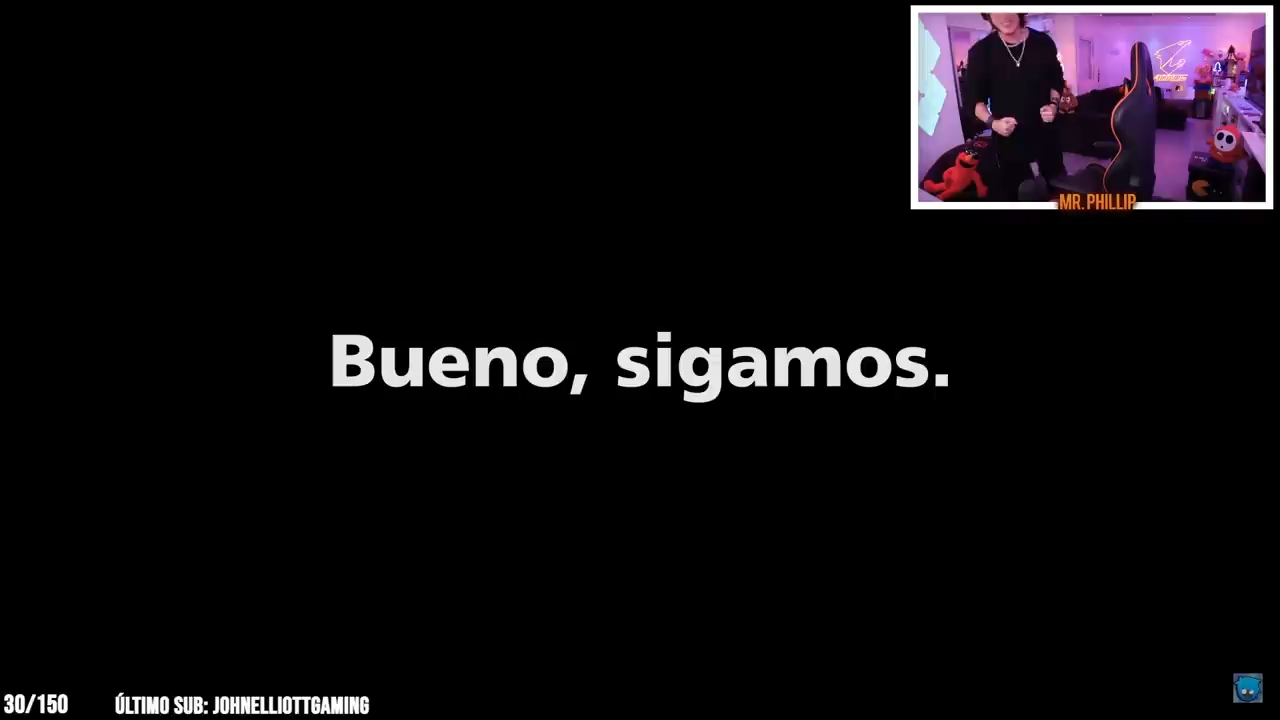 MR. PHILLIP
Bueno, sigamos.
30/150
ÚLTIMO SUB: JOHNELLIOTTGAMING